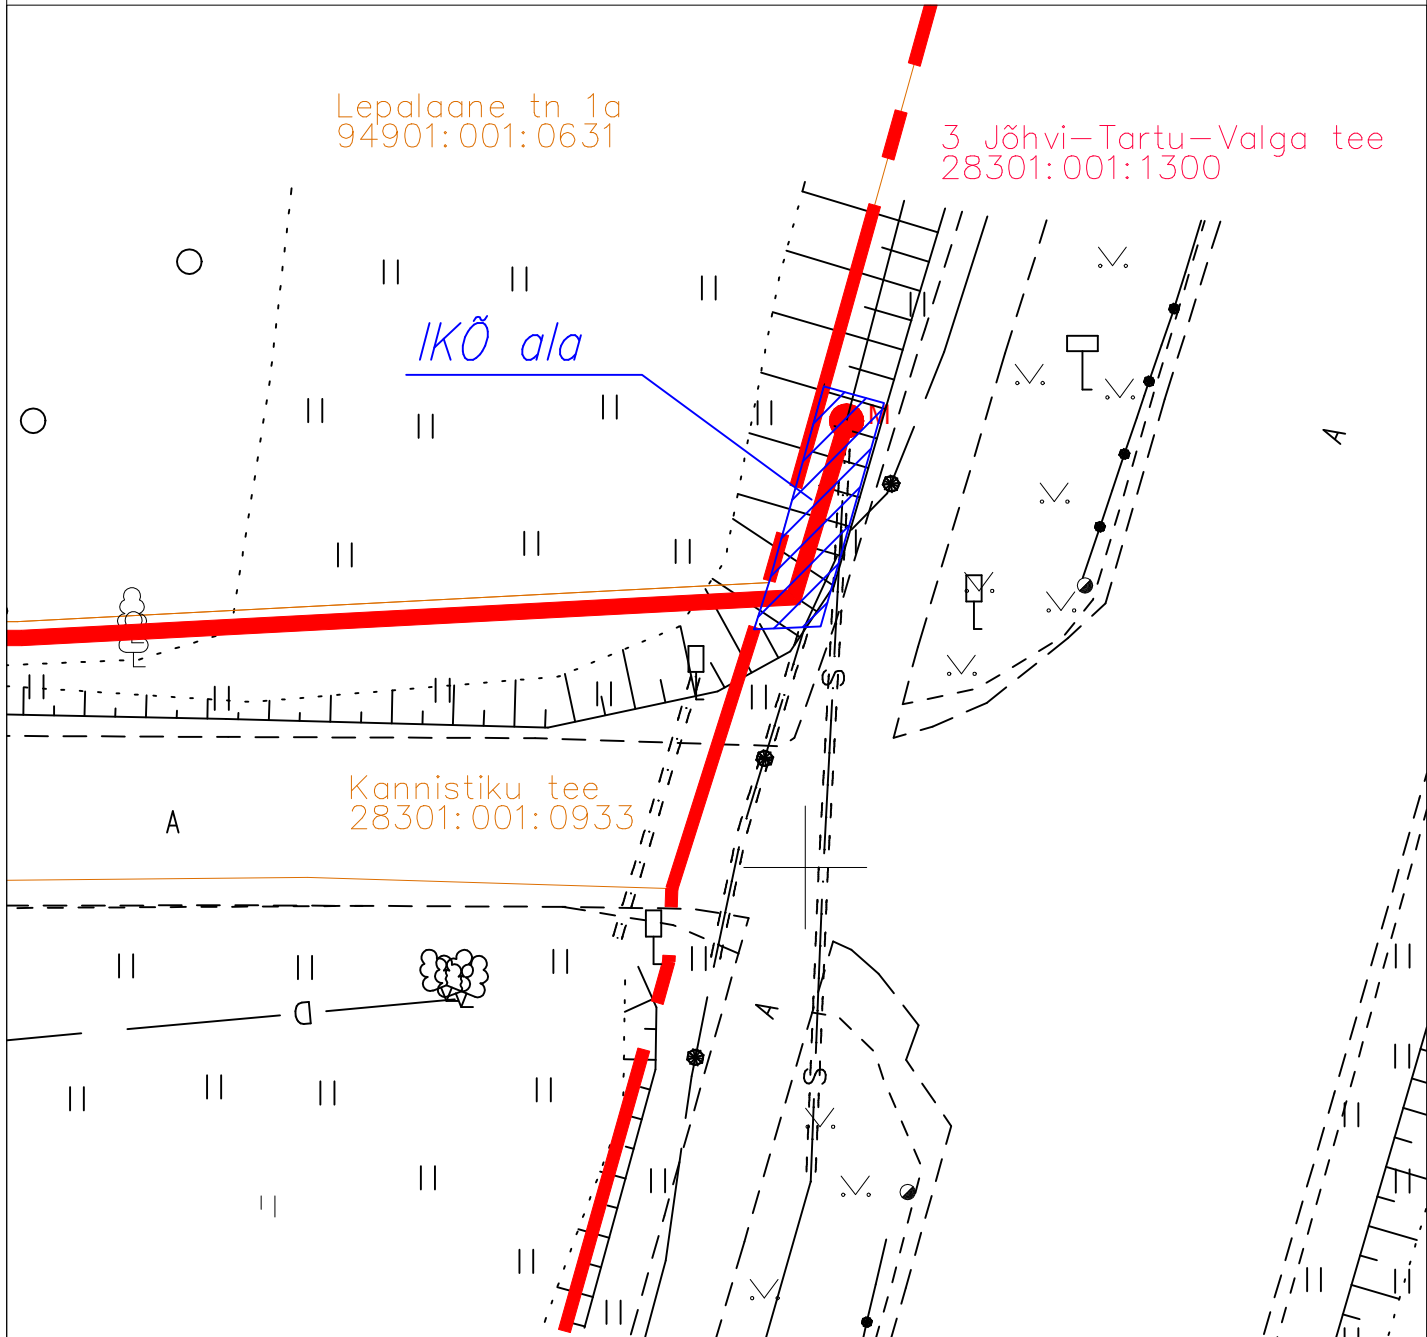 Lepalaane tn 1a
94901:001:0631
3 Jõhvi-Tartu-Valga tee
28301:001:1300
IKÕ ala
M
A
S
Kannistiku tee
28301:001:0933
A
A
D
S